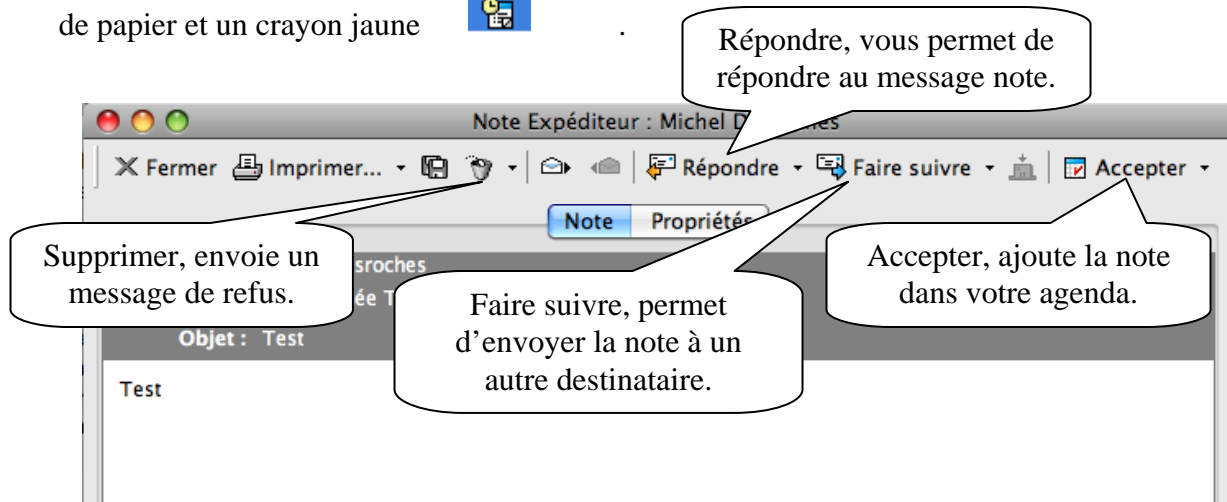 de papier et un crayon jaune .
Répondre, vous permet de
répondre au message note.
Note Expéditeur : Michel
Fermer Imprimer... Répondre Faire suivre Accepter
Note Propriétés
Supprimer, envoie un
message de refus.
sroches
ée T
Objet : Test
Faire suivre, permet
d’envoyer la note à un
autre destinataire.
Accepter, ajoute la note
dans votre agenda.
Test